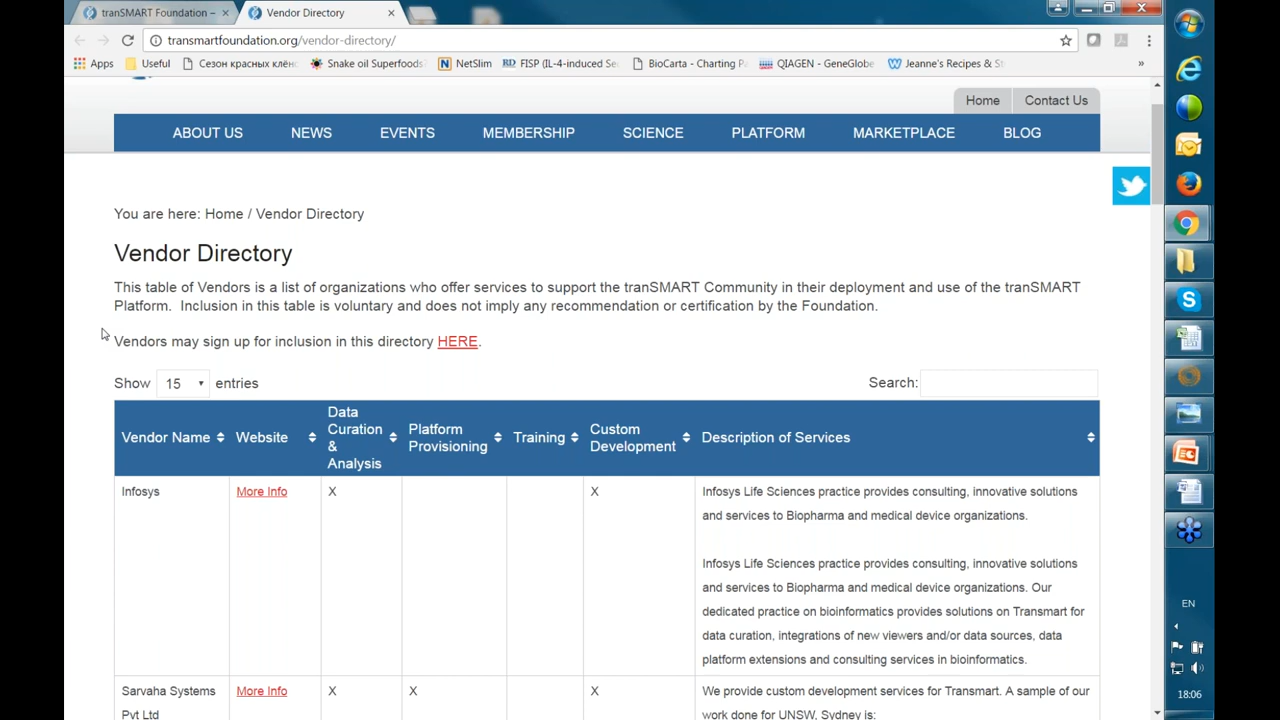 tranSMART Foundation –
Vendor Directory
transmartfoundation.org/vendor-directory/
Apps
Useful
Сезон красных клён
Snake oil Superfoods
NetSlim
FISP (IL-4-induced Se
BioCarta - Charting Pa
QIAGEN - GeneGlobe
Jeanne's Recipes & St
»
Home
Contact Us
ABOUT US
NEWS
EVENTS
MEMBERSHIP
SCIENCE
PLATFORM
MARKETPLACE
BLOG
You are here: Home / Vendor Directory
Vendor Directory
This table of Vendors is a list of organizations who offer services to support the tranSMART Community in their deployment and use of the tranSMART
Platform. Inclusion in this table is voluntary and does not imply any recommendation or certification by the Foundation.
Vendors may sign up for inclusion in this directory HERE.
Show 15 entries
Search:
Vendor Name
Website
Data
Curation
&
Analysis
Platform
Provisioning
Training
Custom
Development
Description of Services
Infosys
More Info
X
X
Infosys Life Sciences practice provides consulting, innovative solutions
and services to Biopharma and medical device organizations.
Infosys Life Sciences practice provides consulting, innovative solutions
and services to Biopharma and medical device organizations. Our
dedicated practice on bioinformatics provides solutions on Transmart for
data curation, integrations of new viewers and/or data sources, data
platform extensions and consulting services in bioinformatics.
Sarvaha Systems
Pvt Ltd
More Info
X
X
X
We provide custom development services for Transmart. A sample of our
work done for UNSW, Sydney is:
EN
18:06